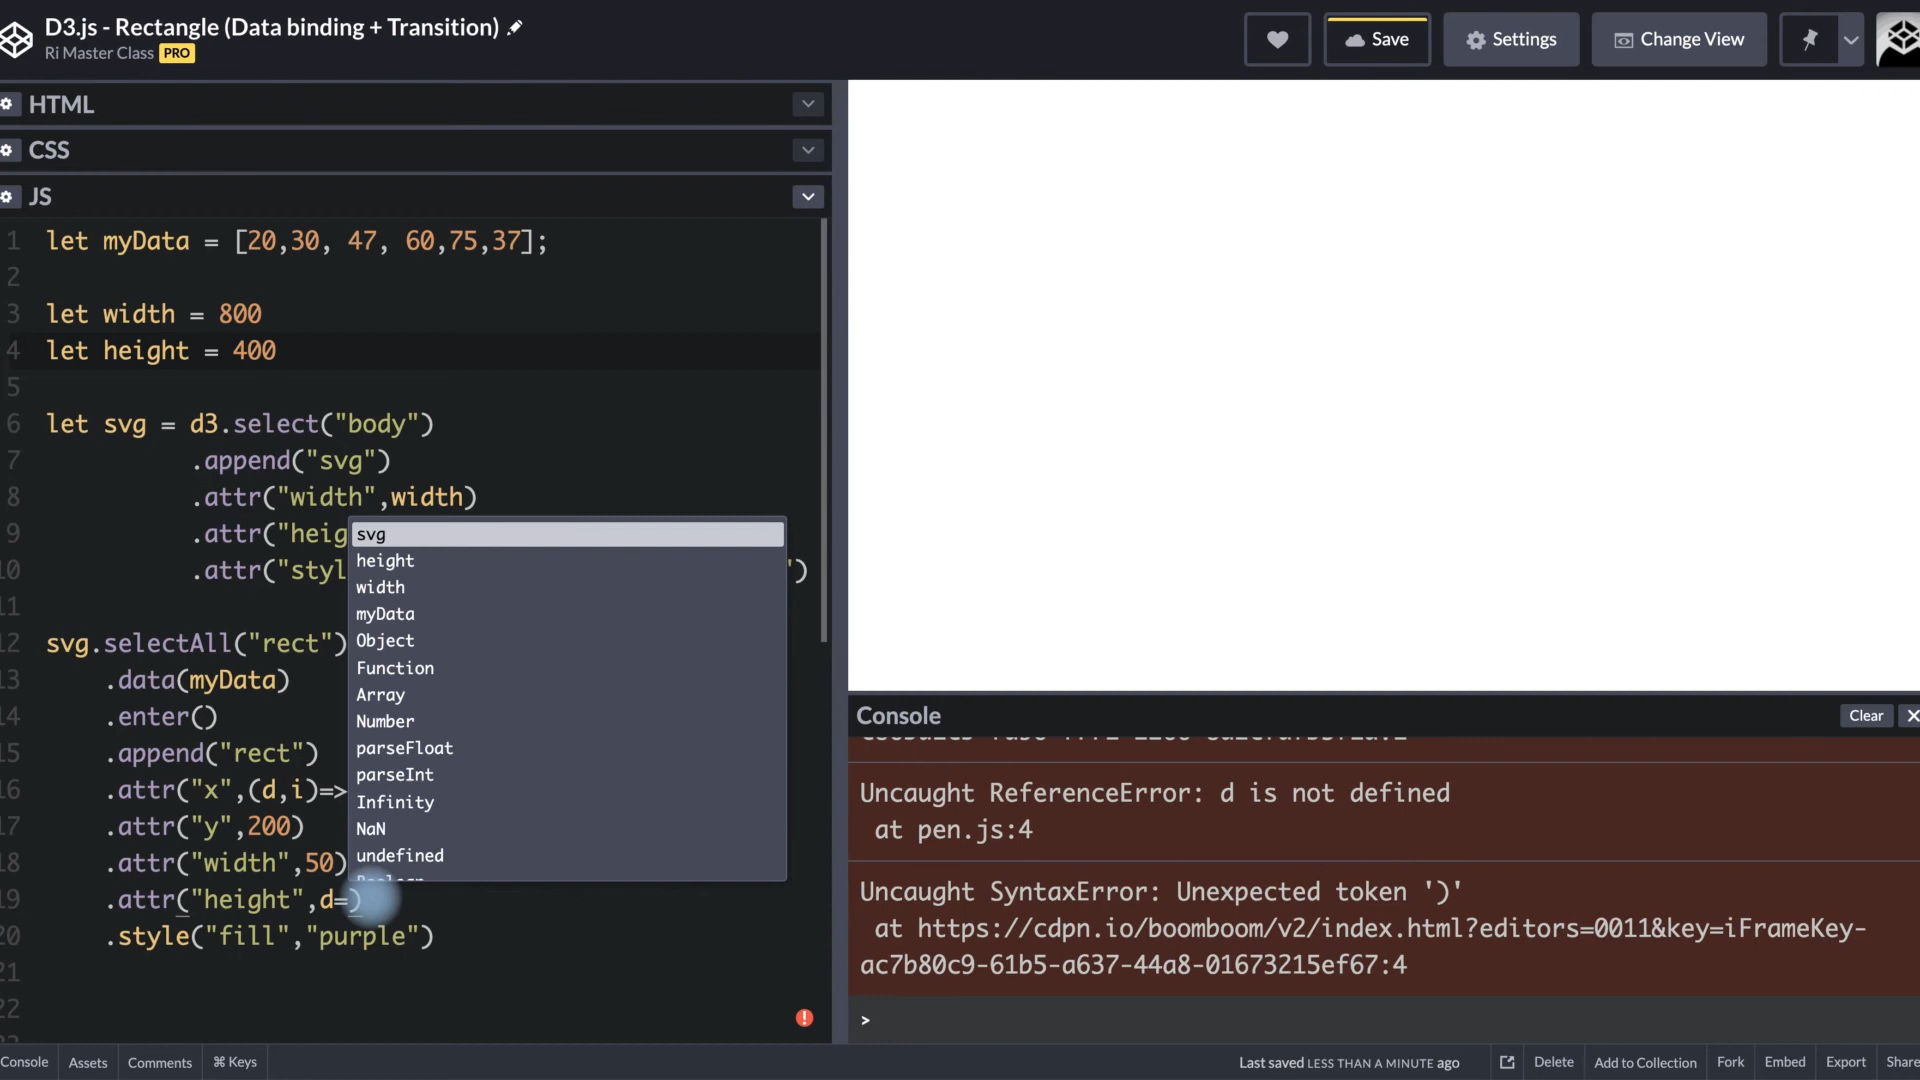 D3.js - Rectangle (Data binding + Transition)
Ri Master Class PRO
Save
Settings
Change View
HTML
CSS
JS
1 let myData = [20,30, 47, 60,75,37];
2
3 let width = 800
4 let height = 400
5
6 let svg = d3.select("body")
7 .append("svg")
8 .attr("width",width)
9 .attr("heig
10 .attr("styl ")
11
12 svg.selectAll("rect")
13 .data(myData)
14 .enter()
15 .append("rect")
16 .attr("x",(d,i)=>
17 .attr("y",200)
18 .attr("width",50)
19 .attr("height",d=)
20 .style("fill","purple")
21
22
svg
height
width
myData
Object
Function
Array
Number
parseFloat
parseInt
Infinity
NaN
undefined
Console
Clear
Uncaught ReferenceError: d is not defined
at pen.js:4
Uncaught SyntaxError: Unexpected token ')'
at https://cdpn.io/boomboom/v2/index.html?editors=0011&key=iFrameKey-
ac7b80c9-61b5-a637-44a8-01673215ef67:4
>
Console
Assets
Comments
⌘ Keys
Last saved LESS THAN A MINUTE ago
Delete
Add to Collection
Fork
Embed
Export
Share